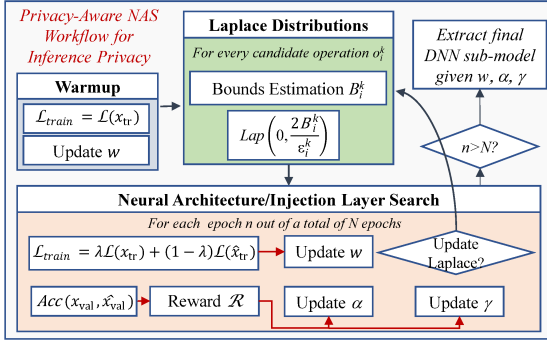 Privacy-Aware NAS
Workflow for
Inference Privacy
Warmup
ℒ_train = ℒ(x_tr)
Update w
Laplace Distributions
For every candidate operation o_i^k
Bounds Estimation B_i^k
Lap(0, 2B_i^k / ε_i^k)
Extract final
DNN sub-model
given w, α, γ
n>N?
Neural Architecture/Injection Layer Search
For each epoch n out of a total of N epochs
ℒ_train = λℒ(x_tr) + (1 − λ)ℒ(x̂_tr)
Update w
Update
Laplace?
Acc(x_val, x̂_val)
Reward ℛ
Update α
Update γ